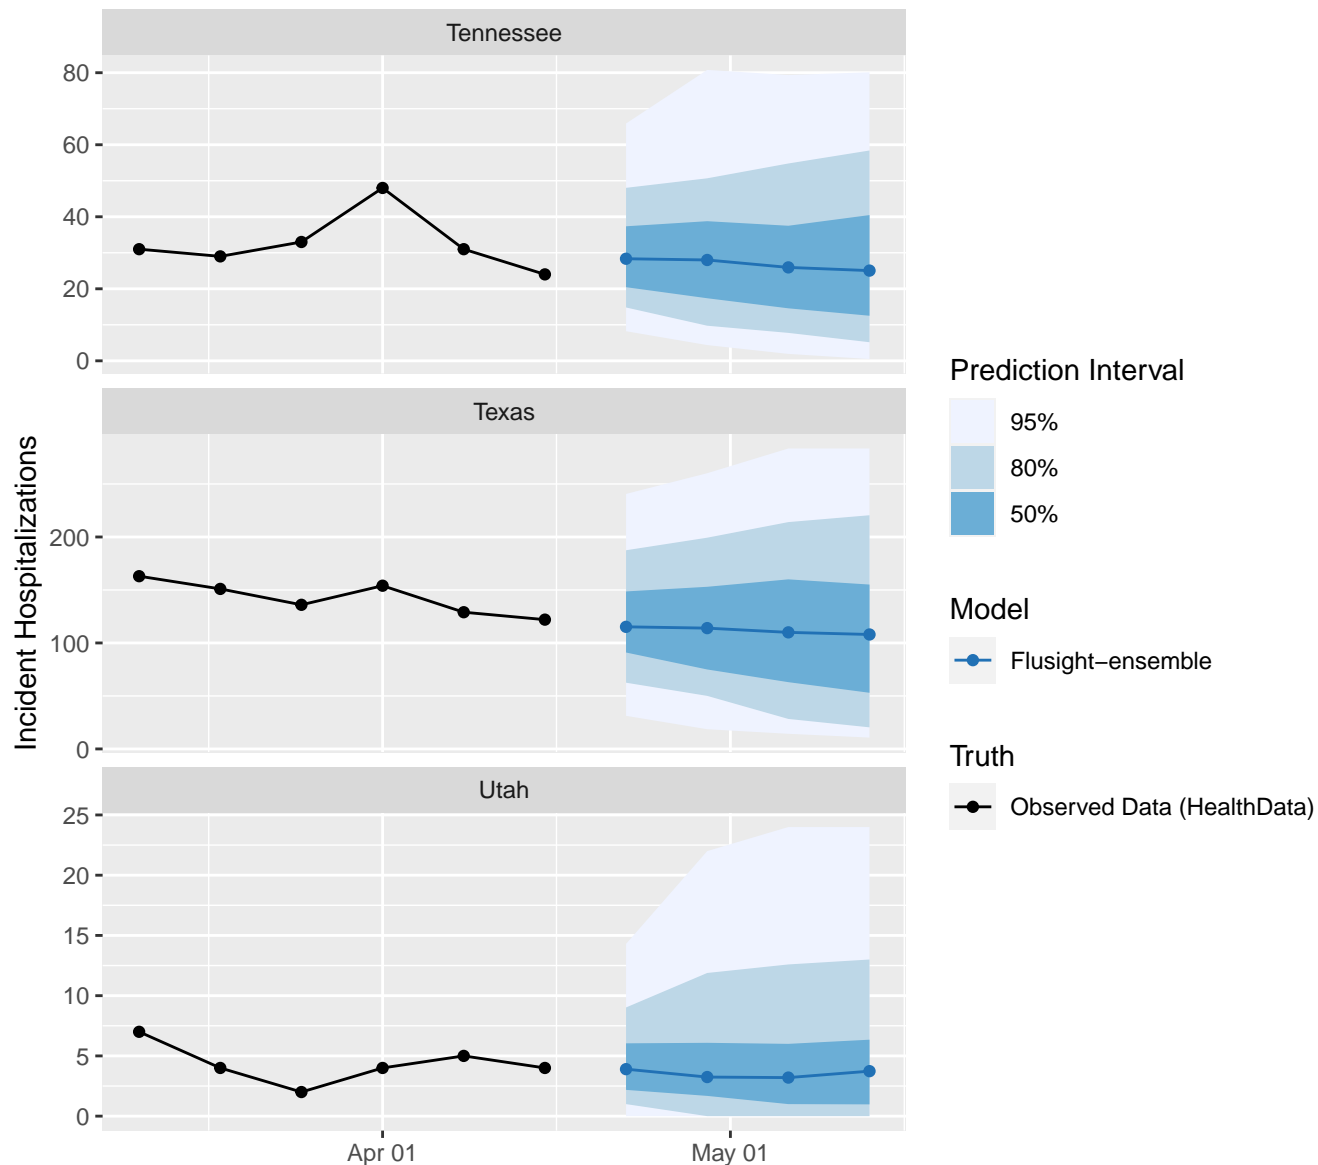 Tennessee
80
60
40
20
0
Texas
200
100
0
Utah
25
20
15
10
5
0
Apr 01
May 01
Incident Hospitalizations
Prediction Interval
95%
80%
50%
Model
Flusight−ensemble
Truth
Observed Data (HealthData)